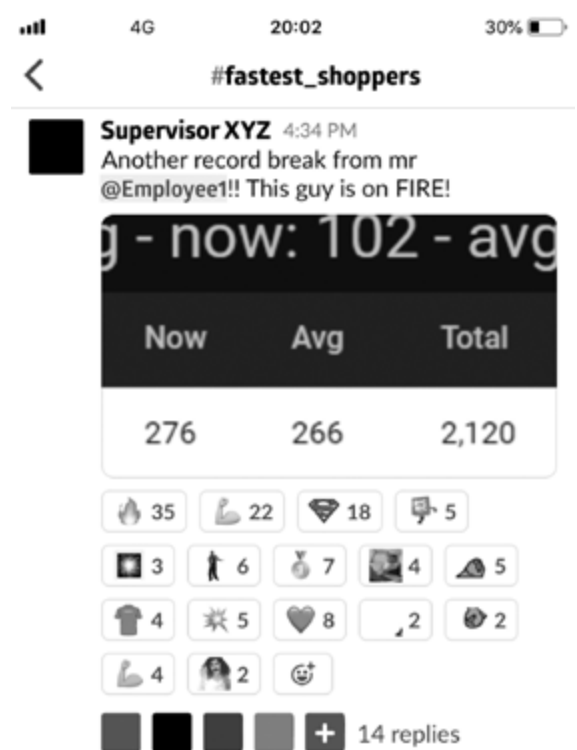 4G 20:02 30%
#fastest_shoppers
Supervisor XYZ 4:34 PM
Another record break from mr
@Employee1!! This guy is on FIRE!
g - now: 102 - avg
Now Avg Total
276 266 2,120
35 22 18 5
3 6 7 4 5
4 5 8 2 2
4 2
14 replies